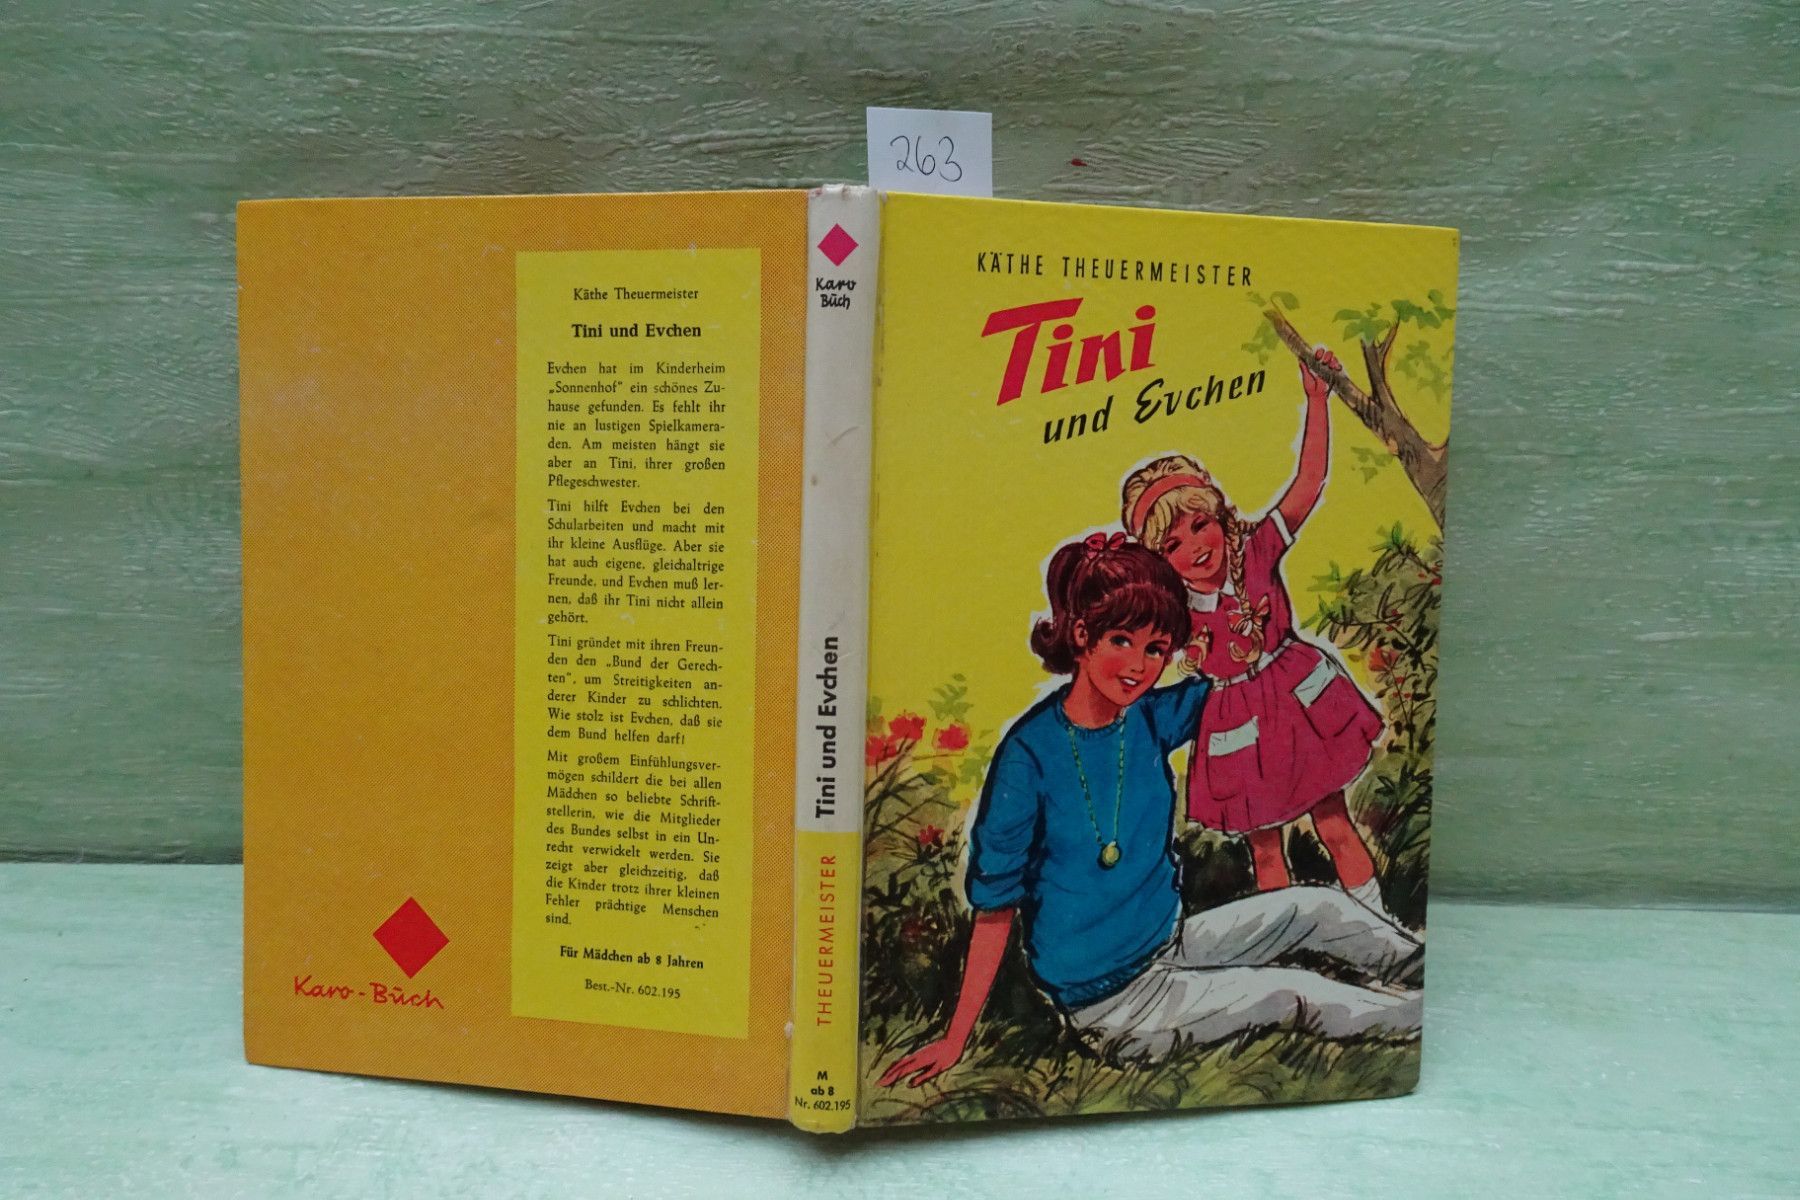 263
Käthe Theuermeister
Tini und Evchen
Evchen hat im Kinderheim
„Sonnenhof“ ein schönes Zu-
hause gefunden. Es fehlt ihr
nie an lustigen Spielkamera-
den. Am meisten hängt sie
aber an Tini, ihrer großen
Pflegeschwester.
Tini hilft Evchen bei den
Schularbeiten und macht mit
ihr kleine Ausflüge. Aber sie
hat auch eigene, gleichaltrige
Freunde, und Evchen muß ler-
nen, daß ihr Tini nicht allein
gehört.
Tini gründet mit ihren Freun-
den den „Bund der Gerech-
ten“, um Streitigkeiten an-
derer Kinder zu schlichten.
Wie stolz ist Evchen, daß sie
dem Bund helfen darf!
Mit großem Einfühlungsver-
mögen schildert die bei allen
Mädchen so beliebte Schrift-
stellerin, wie die Mitglieder
des Bundes selbst in ein Un-
recht verwickelt werden. Sie
zeigt aber gleichzeitig, daß
die Kinder trotz ihrer kleinen
Fehler prächtige Menschen
sind.
Für Mädchen ab 8 Jahren
Best.-Nr. 602.195
Karo-Buch
Karo
Buch
Tini und Evchen
THEUERMEISTER
M
ab 8
Nr. 602.195
KÄTHE THEUERMEISTER
Tini
und Evchen